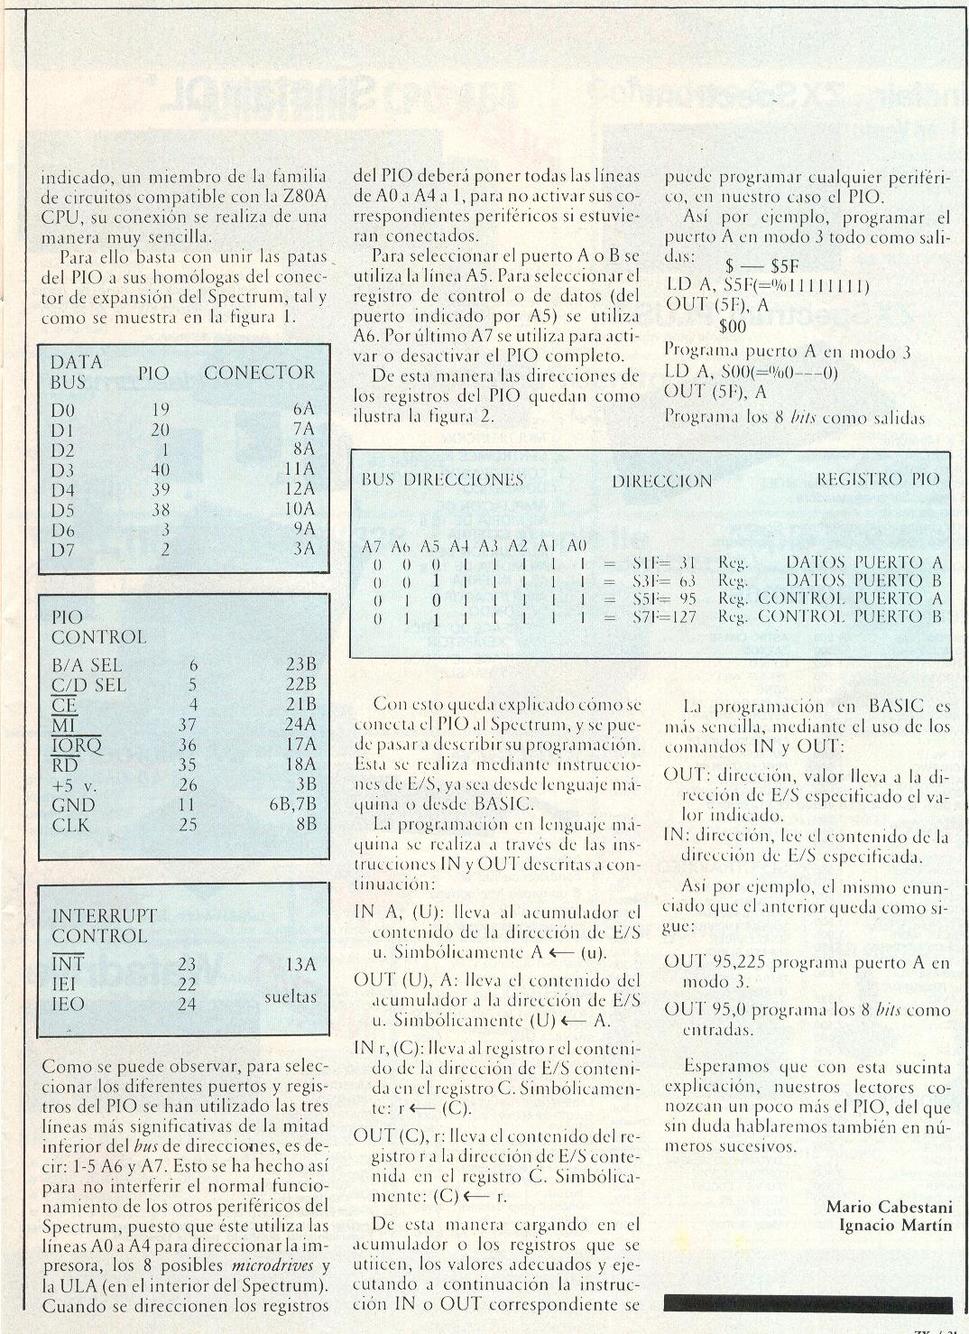 indicado, un miembro de la familia
de circuitos compatible con la Z80A
CPU, su conexión se realiza de una
manera muy sencilla.
Para ello basta con unir las patas
del PIO a sus homólogas del conec-
tor de expansión del Spectrum, tal y
como se muestra en la figura 1.
DATA
BUS PIO CONECTOR
D0 19 6A
D1 20 7A
D2 1 8A
D3 40 11A
D4 39 12A
D5 38 10A
D6 3 9A
D7 2 3A
PIO
CONTROL
B/A SEL 6 23B
C/D SEL 5 22B
CE 4 21B
MI 37 24A
IORQ 36 17A
RD 35 18A
+5 v. 26 3B
GND 11 6B,7B
CLK 25 8B
INTERRUPT
CONTROL
INT 23 13A
IEI 22
IEO 24 sueltas
Como se puede observar, para selec-
cionar los diferentes puertos y regis-
tros del PIO se han utilizado las tres
líneas más significativas de la mitad
inferior del bus de direcciones, es de-
cir: 1-5 A6 y A7. Esto se ha hecho así
para no interferir el normal funcio-
namiento de los otros periféricos del
Spectrum, puesto que éste utiliza las
líneas A0 a A4 para direccionar la im-
presora, los 8 posibles microdrives y
la ULA (en el interior del Spectrum).
Cuando se direccionen los registros
del PIO deberá poner todas las líneas
de A0 a A4 a 1, para no activar sus co-
rrespondientes periféricos si estuvie-
ran conectados.
Para seleccionar el puerto A o B se
utiliza la línea A5. Para seleccionar el
registro de control o de datos (del
puerto indicado por A5) se utiliza
A6. Por último A7 se utiliza para acti-
var o desactivar el PIO completo.
De esta manera las direcciones de
los registros del PIO quedan como
ilustra la figura 2.
puede programar cualquier periféri-
co, en nuestro caso el PIO.
Así por ejemplo, programar el
puerto A en modo 3 todo como sali-
das:
$ — $5F
LD A, S5F(=%11111111)
OUT (5F), A
$00
Programa puerto A en modo 3
LD A, S00(=%0---0)
OUT (5F), A
Programa los 8 bits como salidas
BUS DIRECCIONES DIRECCION REGISTRO PIO
A7 A6 A5 A4 A3 A2 A1 A0
0 0 0 1 1 1 1 1 = S1F= 31 Reg. DATOS PUERTO A
0 0 1 1 1 1 1 1 = S3F= 63 Reg. DATOS PUERTO B
0 1 0 1 1 1 1 1 = S5F= 95 Reg. CONTROL PUERTO A
0 1 1 1 1 1 1 1 = S7F=127 Reg. CONTROL PUERTO B
Con esto queda explicado cómo se
conecta el PIO al Spectrum, y se pue-
de pasar a describir su programación.
Esta se realiza mediante instruccio-
nes de E/S, ya sea desde lenguaje má-
quina o desde BASIC.
La programación en lenguaje má-
quina se realiza a través de las ins-
trucciones IN y OUT descritas a con-
tinuación:
IN A, (U): lleva al acumulador el
contenido de la dirección de E/S
u. Simbólicamente A ← (u).
OUT (U), A: lleva el contenido del
acumulador a la dirección de E/S
u. Simbólicamente (U) ← A.
IN r, (C): lleva al registro r el conteni-
do de la dirección de E/S conteni-
da en el registro C. Simbólicamen-
te: r ← (C).
OUT (C), r: lleva el contenido del re-
gistro r a la dirección de E/S conte-
nida en el registro C. Simbólica-
mente: (C) ← r.
De esta manera cargando en el
acumulador o los registros que se
utiicen, los valores adecuados y eje-
cutando a continuación la instruc-
ción IN o OUT correspondiente se
La programación en BASIC es
más sencilla, mediante el uso de los
comandos IN y OUT:
OUT: dirección, valor lleva a la di-
rección de E/S especificado el va-
lor indicado.
IN: dirección, lee el contenido de la
dirección de E/S especificada.
Así por ejemplo, el mismo enun-
ciado que el anterior queda como si-
gue:
OUT 95,225 programa puerto A en
modo 3.
OUT 95,0 programa los 8 bits como
entradas.
Esperamos que con esta sucinta
explicación, nuestros lectores co-
nozcan un poco más el PIO, del que
sin duda hablaremos también en nú-
meros sucesivos.
Mario Cabestani
Ignacio Martín